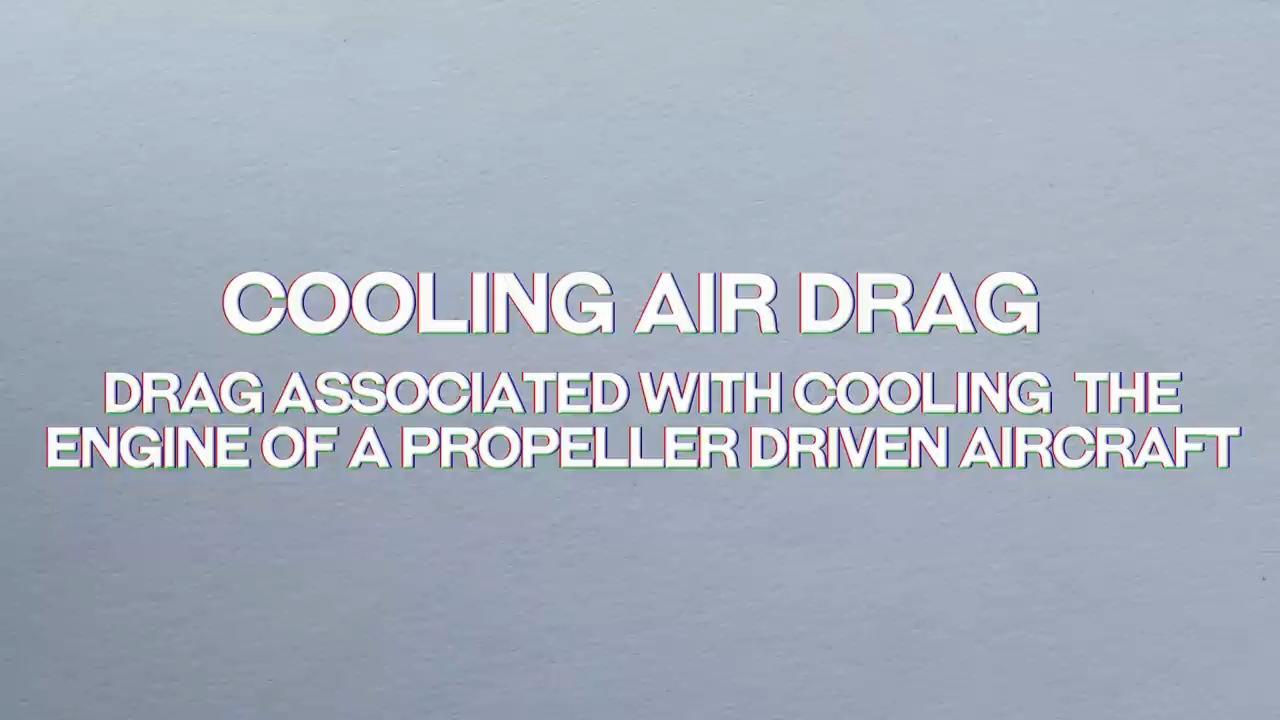 COOLING AIR DRAG
DRAG ASSOCIATED WITH COOLING  THE
ENGINE OF A PROPELLER DRIVEN AIRCRAFT